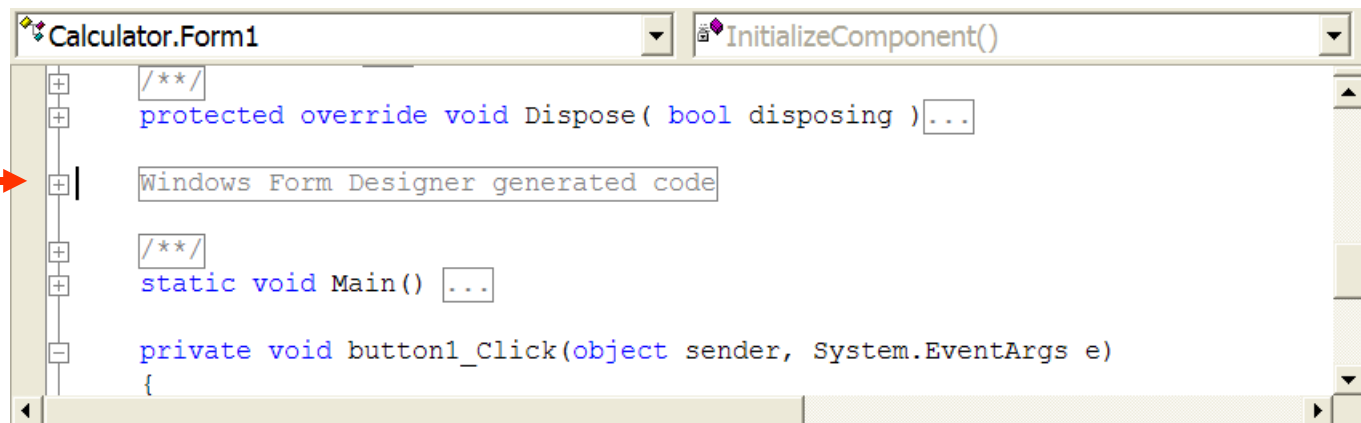 Calculator.Form1 InitializeComponent()
/**/
protected override void Dispose( bool disposing )...
Windows Form Designer generated code
/**/
static void Main() ...
private void button1_Click(object sender, System.EventArgs e)
{